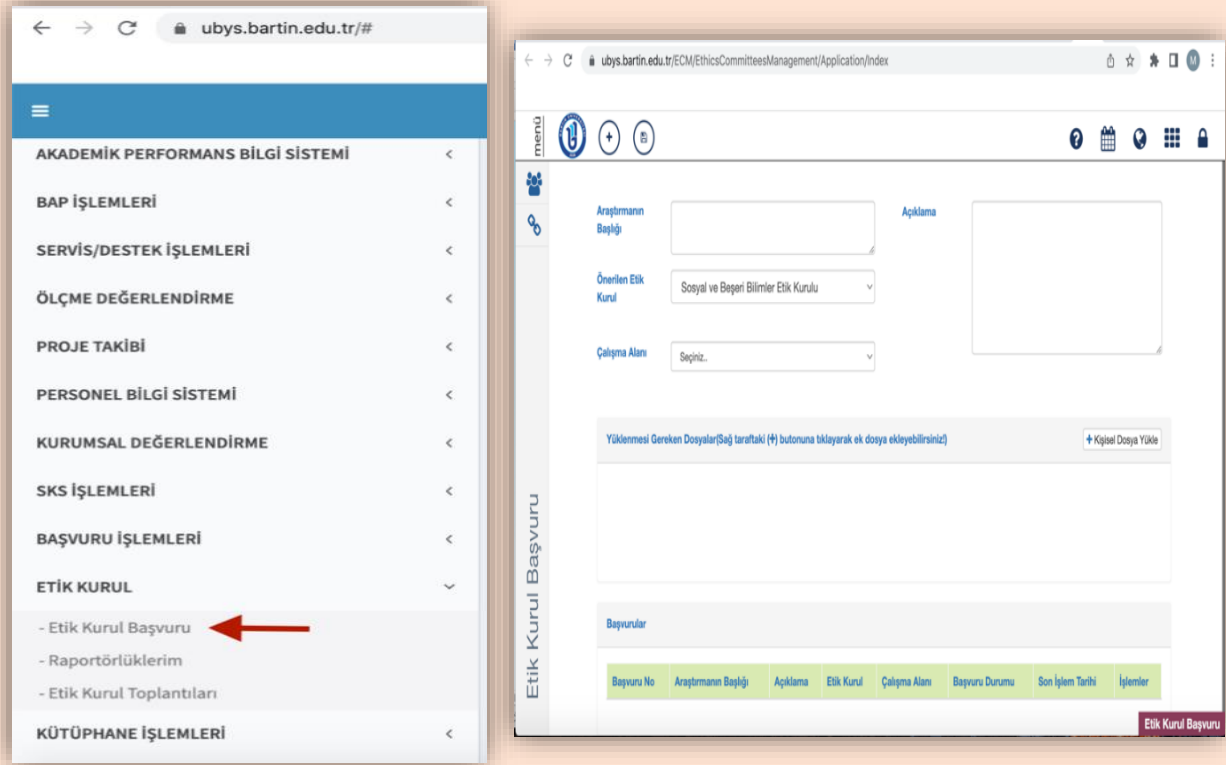 ubys.bartin.edu.tr/#
AKADEMİK PERFORMANS BİLGİ SİSTEMİ
BAP İŞLEMLERİ
SERVİS/DESTEK İŞLEMLERİ
ÖLÇME DEĞERLENDİRME
PROJE TAKİBİ
PERSONEL BİLGİ SİSTEMİ
KURUMSAL DEĞERLENDİRME
SKS İŞLEMLERİ
BAŞVURU İŞLEMLERİ
ETİK KURUL
- Etik Kurul Başvuru
- Raportörlüklerim
- Etik Kurul Toplantıları
KÜTÜPHANE İŞLEMLERİ
ubys.bartin.edu.tr/ECM/EthicsCommitteesManagement/Application/Index
M
menü
Araştırmanın
Başlığı
Açıklama
Önerilen Etik
Kurul
Sosyal ve Beşeri Bilimler Etik Kurulu
Çalışma Alanı
Seçiniz..
Yüklenmesi Gereken Dosyalar(Sağ taraftaki (+) butonuna tıklayarak ek dosya ekleyebilirsiniz!)
+ Kişisel Dosya Yükle
Etik Kurul Başvuru
Başvurular
Başvuru No Araştırmanın Başlığı Açıklama Etik Kurul Çalışma Alanı Başvuru Durumu Son İşlem Tarihi İşlemler
Etik Kurul Başvuru